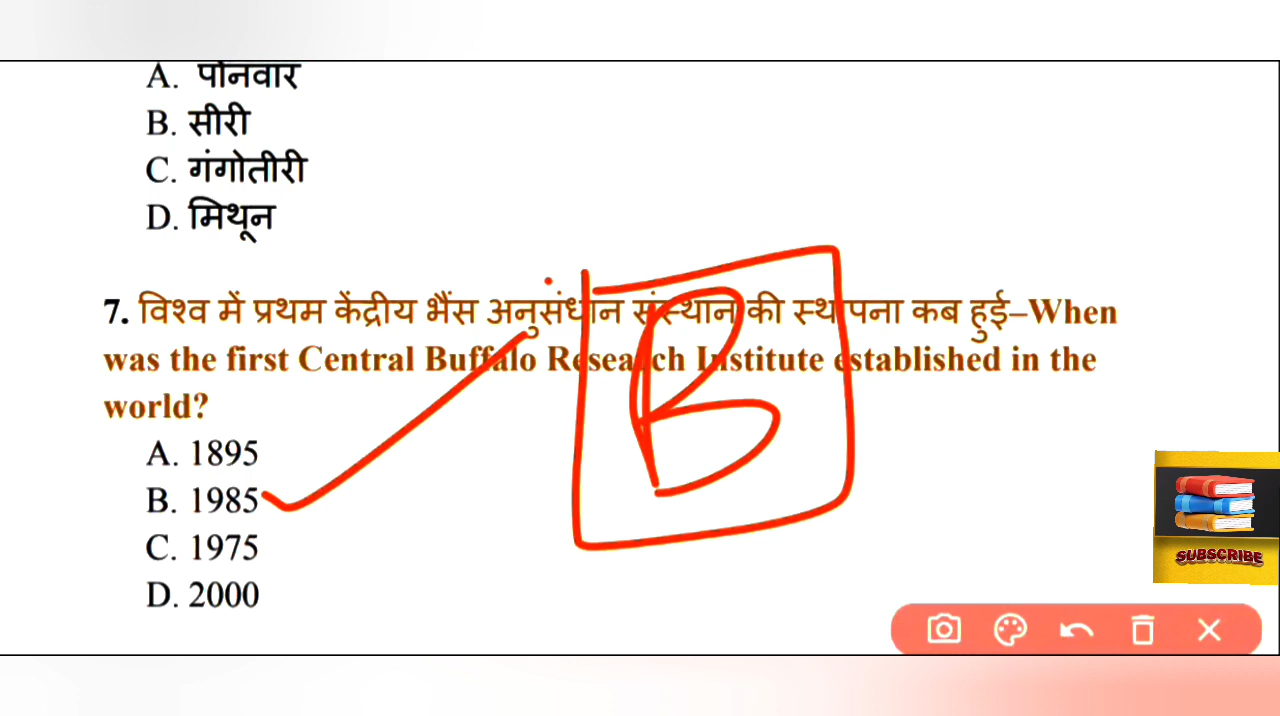 A. पोनवार
B. सीरी
C. गंगोतीरी
D. मिथून
7. विश्व में प्रथम केंद्रीय भैंस अनुसंधान संस्थान की स्थापना कब हुई–When
was the first Central Buffalo Research Institute established in the
world?
B
A. 1895
B. 1985
C. 1975
D. 2000
SUBSCRIBE